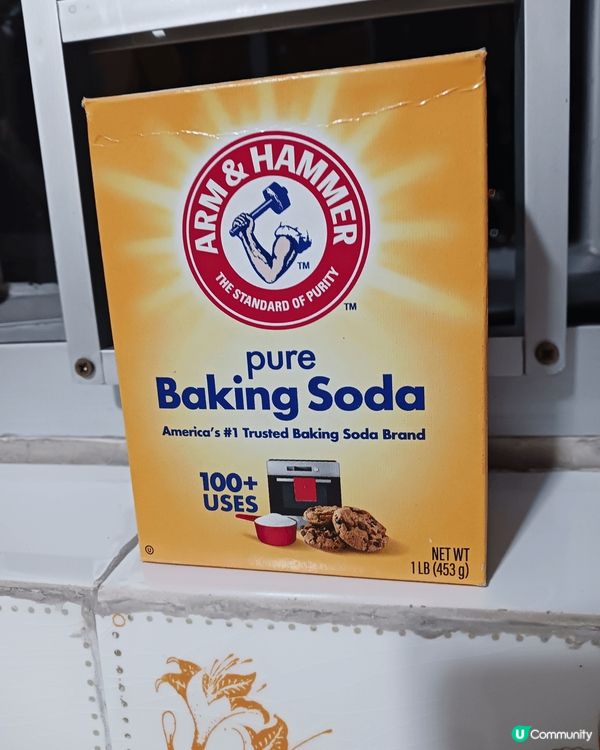 ARM & HAMMER
TM
THE STANDARD OF PURITY
TM
pure
Baking Soda
America's #1 Trusted Baking Soda Brand
100+
USES
U
NET WT
1 LB (453 g)
U Community